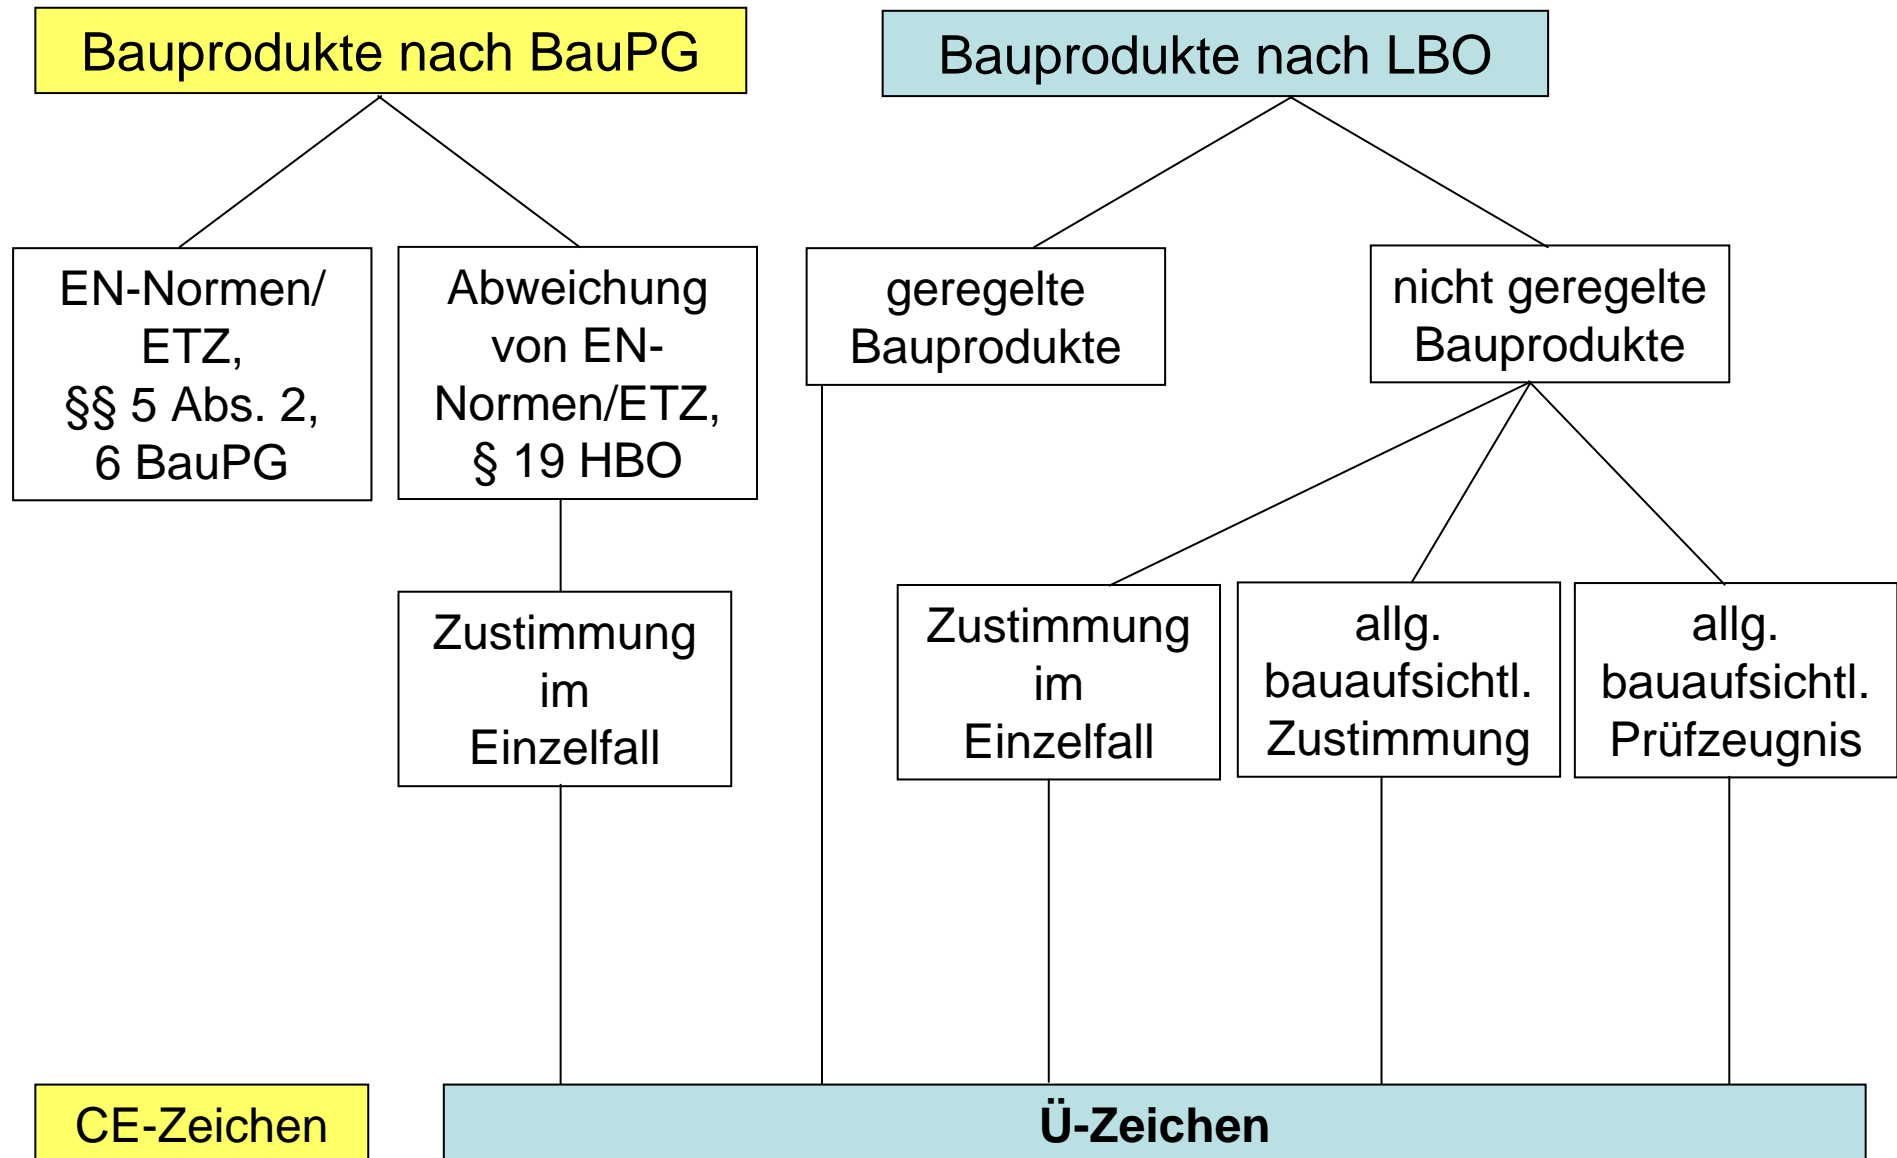 Bauprodukte nach BauPG
Bauprodukte nach LBO
EN-Normen/
ETZ,
§§ 5 Abs. 2,
6 BauPG
Abweichung
von EN-
Normen/ETZ,
§ 19 HBO
geregelte
Bauprodukte
nicht geregelte
Bauprodukte
Zustimmung
im
Einzelfall
Zustimmung
im
Einzelfall
allg.
bauaufsichtl.
Zustimmung
allg.
bauaufsichtl.
Prüfzeugnis
CE-Zeichen
Ü-Zeichen